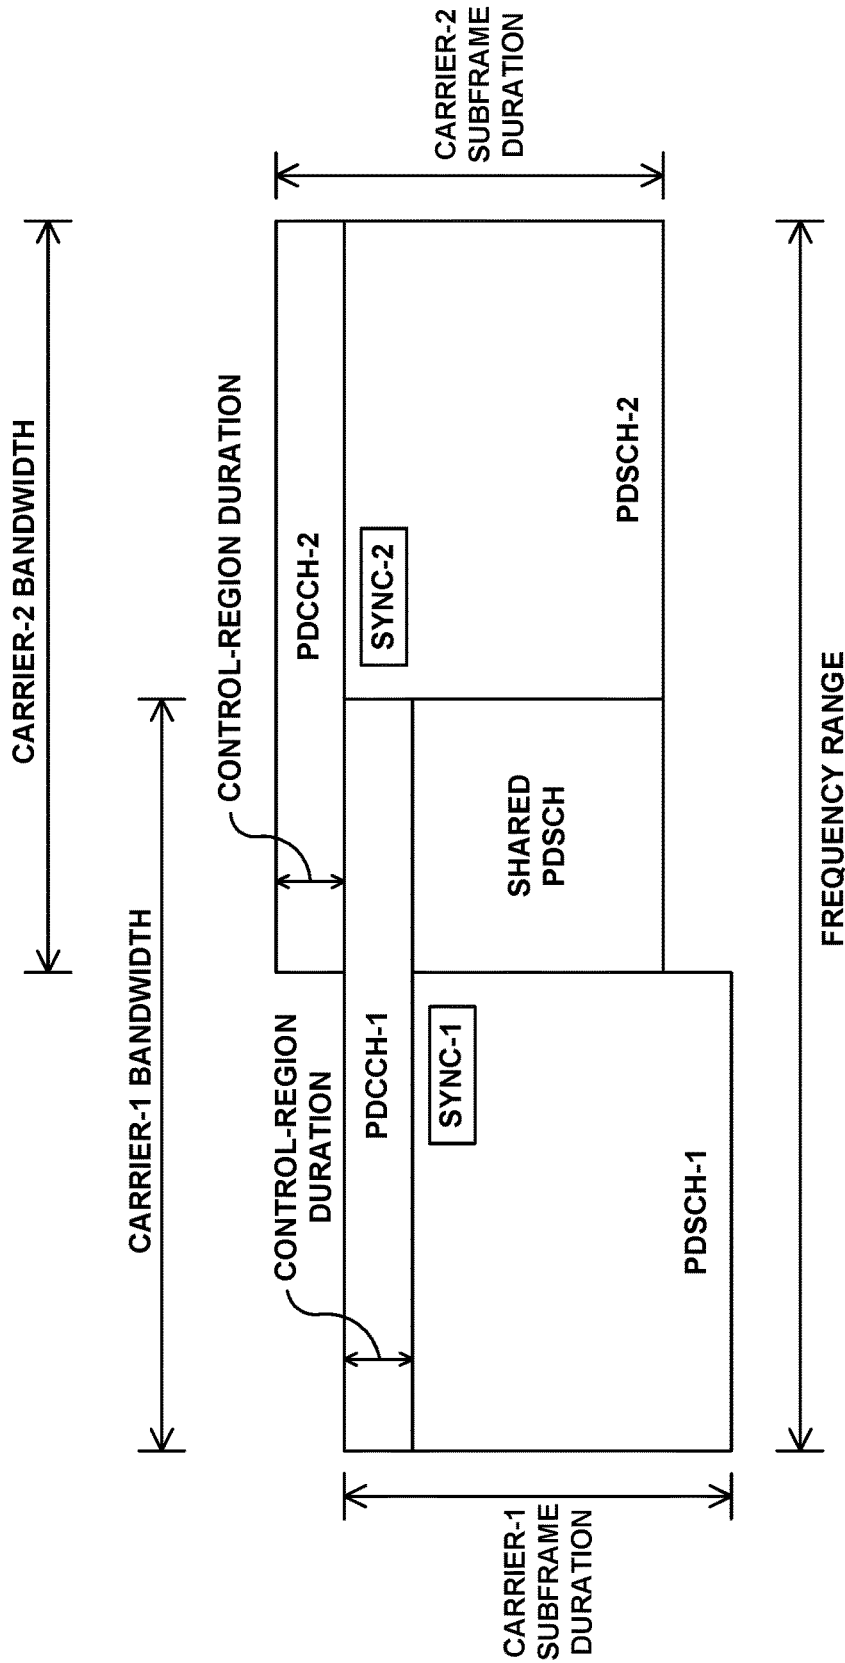 CARRIER-2 BANDWIDTH
CARRIER-1 BANDWIDTH
CONTROL-REGION DURATION
CONTROL-REGION
DURATION
PDCCH-2
PDCCH-1
SYNC-2
SYNC-1
SHARED
PDSCH
PDSCH-2
PDSCH-1
CARRIER-1
SUBFRAME
DURATION
CARRIER-2
SUBFRAME
DURATION
FREQUENCY RANGE